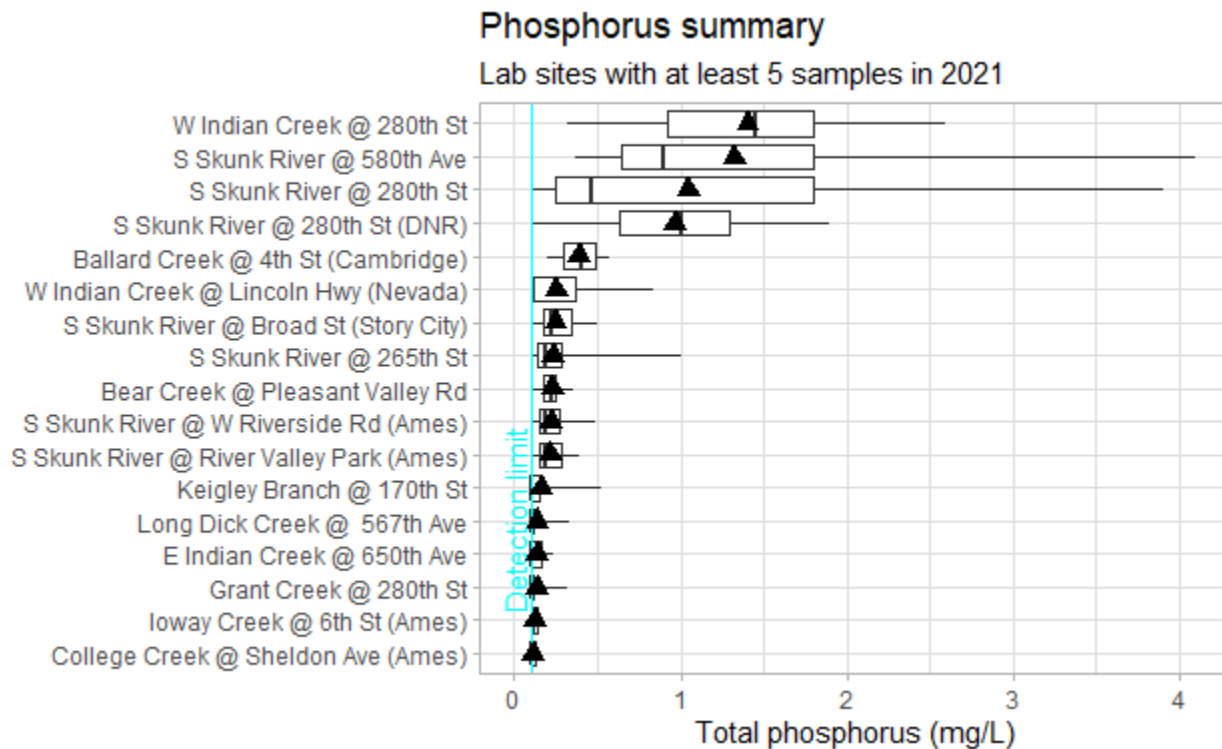 Phosphorus summary
Lab sites with at least 5 samples in 2021
W Indian Creek @ 280th St
S Skunk River @ 580th Ave
S Skunk River @ 280th St
S Skunk River @ 280th St (DNR)
Ballard Creek @ 4th St (Cambridge)
W Indian Creek @ Lincoln Hwy (Nevada)
S Skunk River @ Broad St (Story City)
S Skunk River @ 265th St
Bear Creek @ Pleasant Valley Rd
S Skunk River @ W Riverside Rd (Ames)
S Skunk River @ River Valley Park (Ames)
Keigley Branch @ 170th St
Long Dick Creek @  567th Ave
E Indian Creek @ 650th Ave
Grant Creek @ 280th St
Ioway Creek @ 6th St (Ames)
College Creek @ Sheldon Ave (Ames)
Detection limit
0 1 2 3 4
Total phosphorus (mg/L)